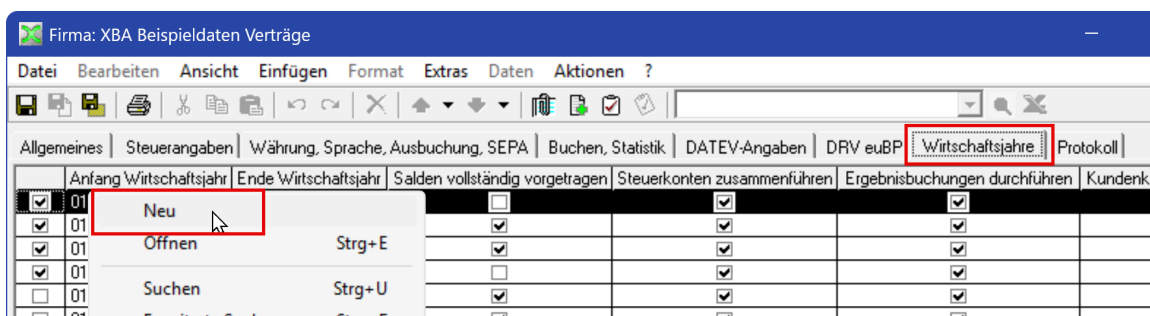 Firma: XBA Beispieldaten Verträge
Datei Bearbeiten Ansicht Einfügen Format Extras Daten Aktionen ?
Allgemeines Steuerangaben Währung, Sprache, Ausbuchung, SEPA Buchen, Statistik DATEV-Angaben DRV euBP Wirtschaftsjahre Protokoll
Anfang Wirtschaftsjahr Ende Wirtschaftsjahr Salden vollständig vorgetragen Steuerkonten zusammenführen Ergebnisbuchungen durchführen Kundenk
01
Neu
01
Öffnen Strg+E
01
01
Suchen Strg+U
01